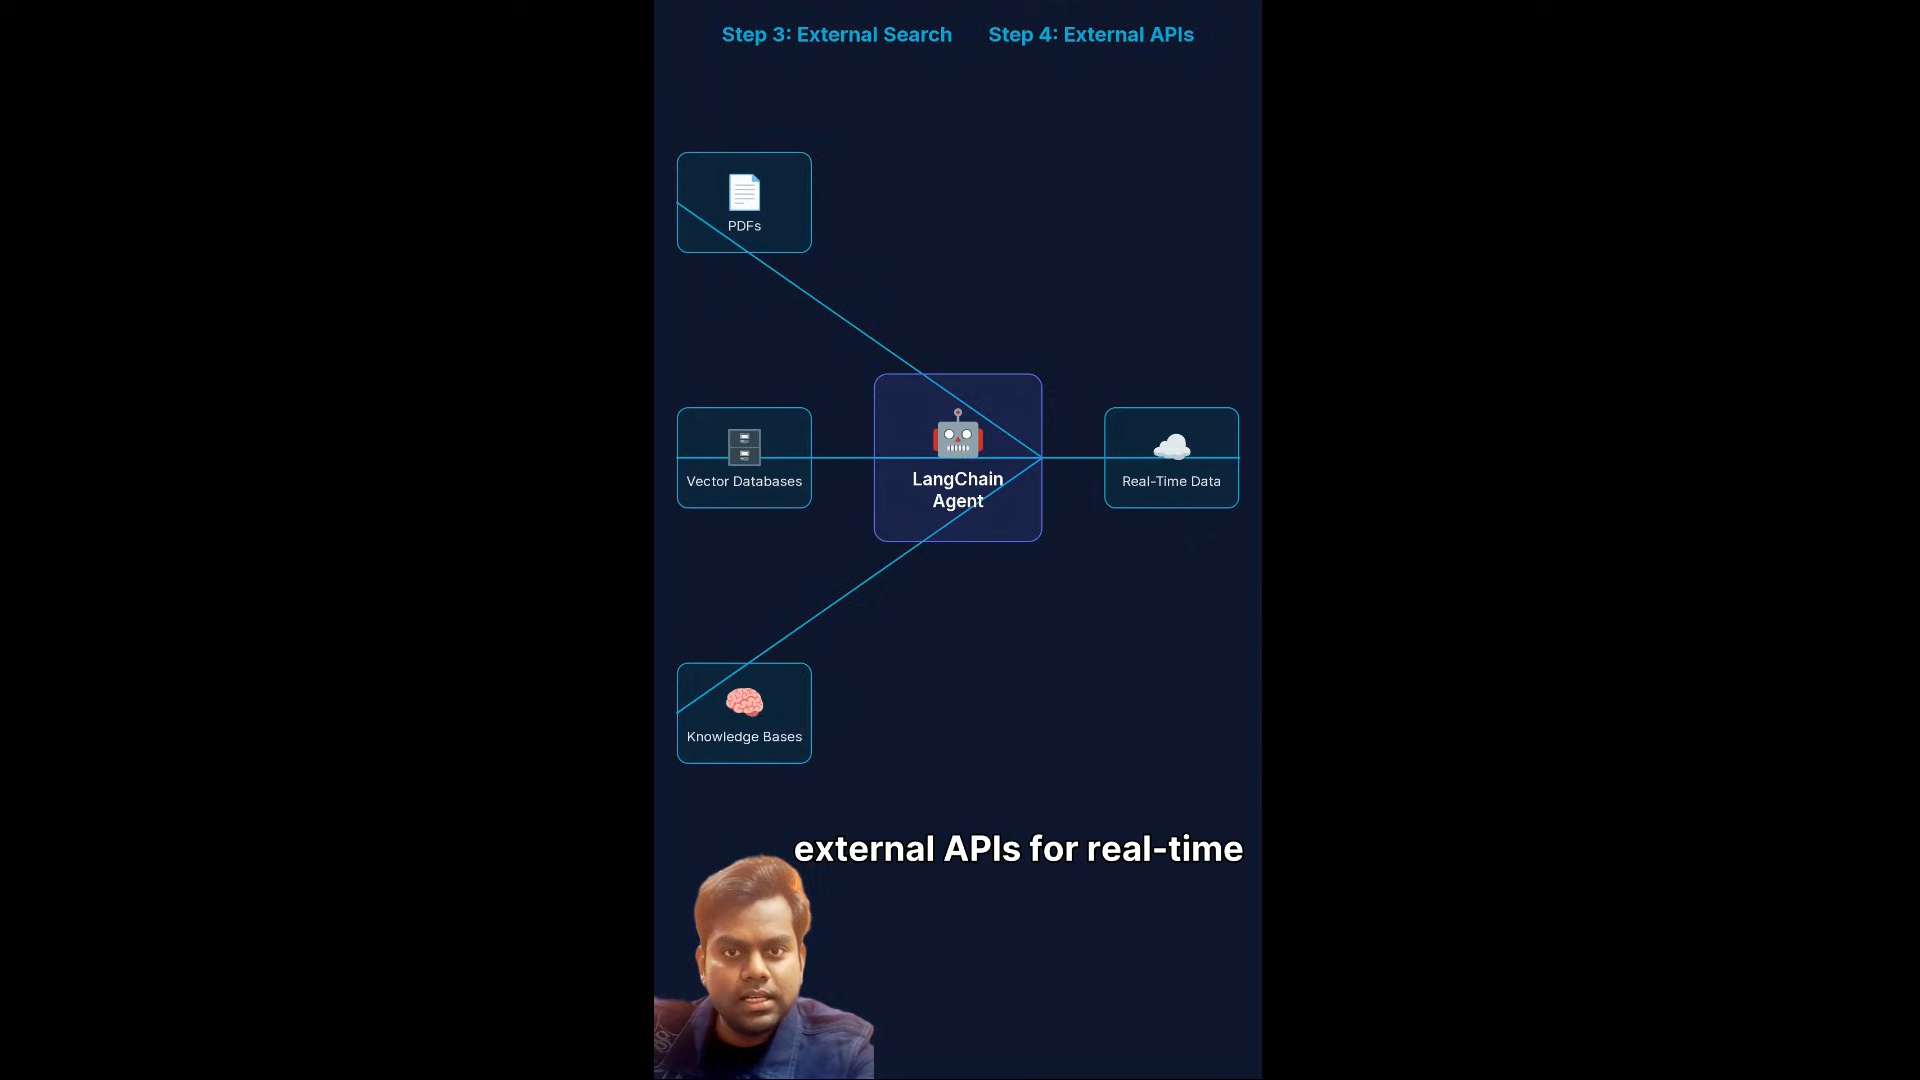 Step 3: External Search
Step 4: External APIs
PDFs
Vector Databases
LangChain
Agent
Real-Time Data
Knowledge Bases
external APIs for real-time